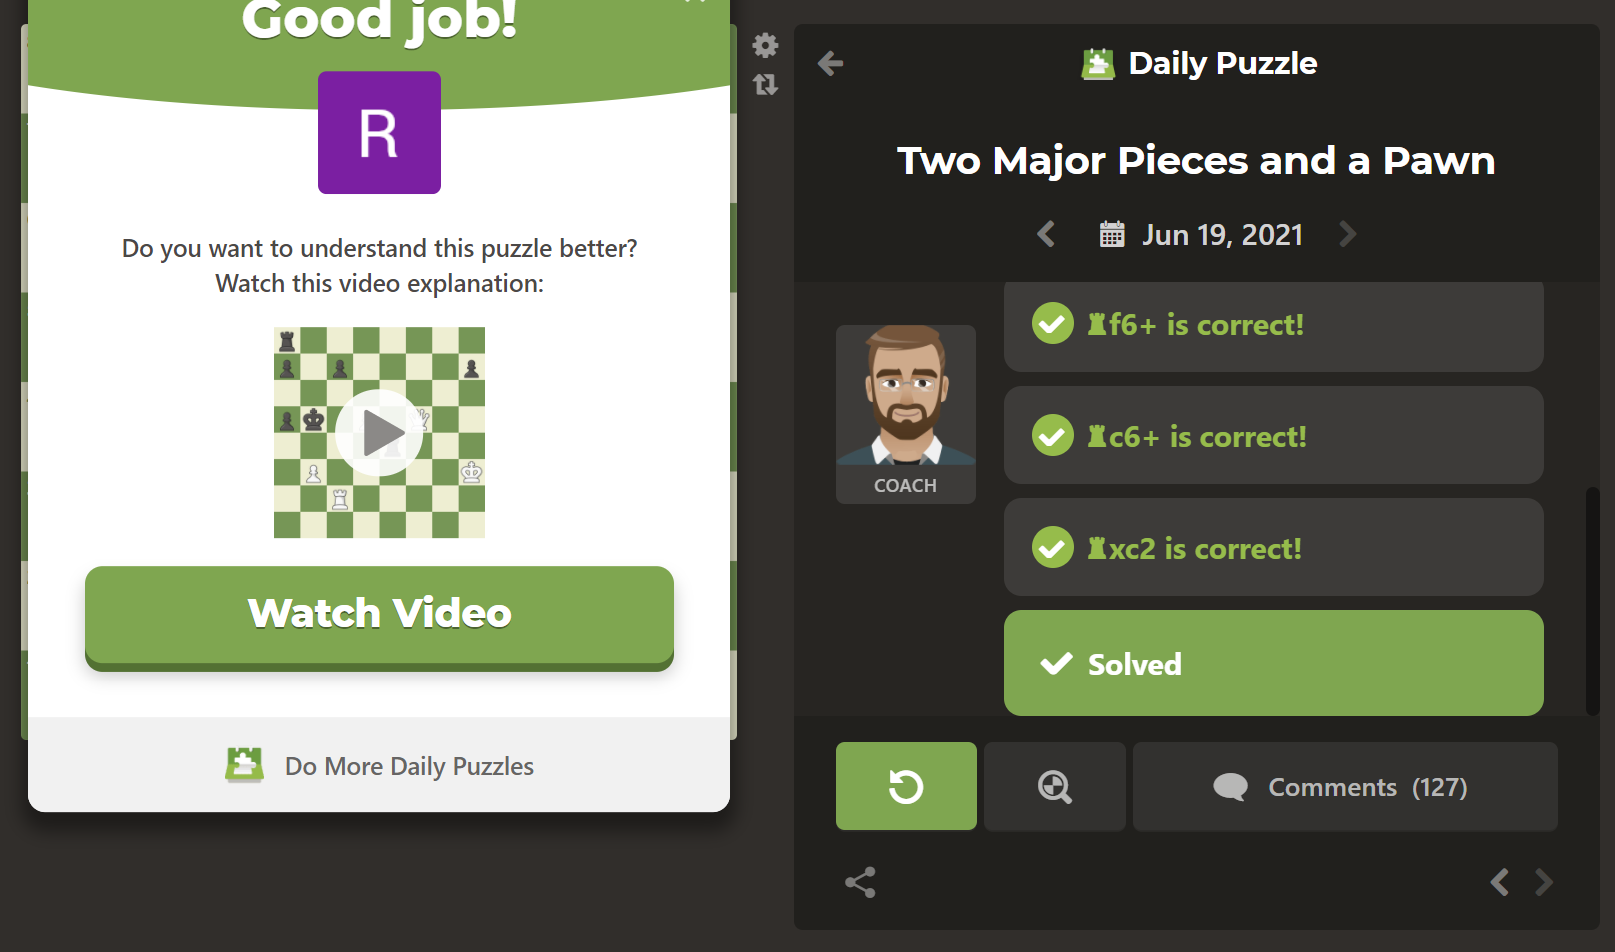 Good job!
R
Do you want to understand this puzzle better?
Watch this video explanation:
Watch Video
Do More Daily Puzzles
Daily Puzzle
Two Major Pieces and a Pawn
Jun 19, 2021
COACH
♜f6+ is correct!
♜c6+ is correct!
♜xc2 is correct!
Solved
Comments (127)